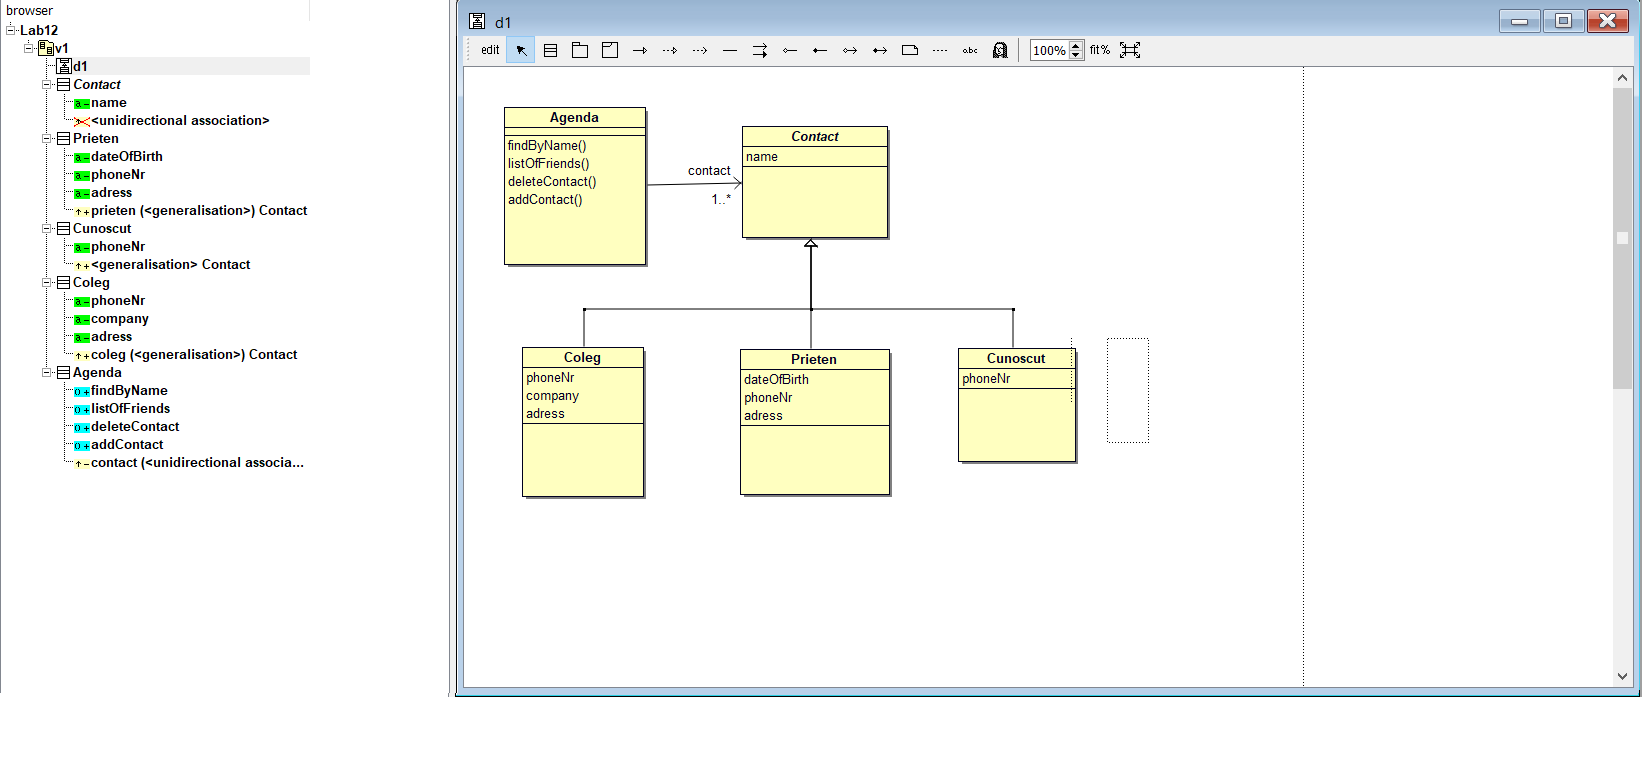 browser
Lab12
v1
d1
Contact
name
<unidirectional association>
Prieten
dateOfBirth
phoneNr
adress
prieten (<generalisation>) Contact
Cunoscut
phoneNr
<generalisation> Contact
Coleg
phoneNr
company
adress
coleg (<generalisation>) Contact
Agenda
findByName
listOfFriends
deleteContact
addContact
contact (<unidirectional associa...
d1
edit
abc
100%
fit%
Agenda
findByName()
listOfFriends()
deleteContact()
addContact()
contact
1..*
Contact
name
Coleg
phoneNr
company
adress
Prieten
dateOfBirth
phoneNr
adress
Cunoscut
phoneNr